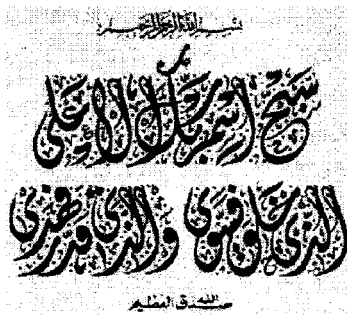 بسم الله الرحمن الرحيم
سبح اسم ربك الأعلى
الذي خلق فسوى والذي قدر فهدى
صدق الله العظيم